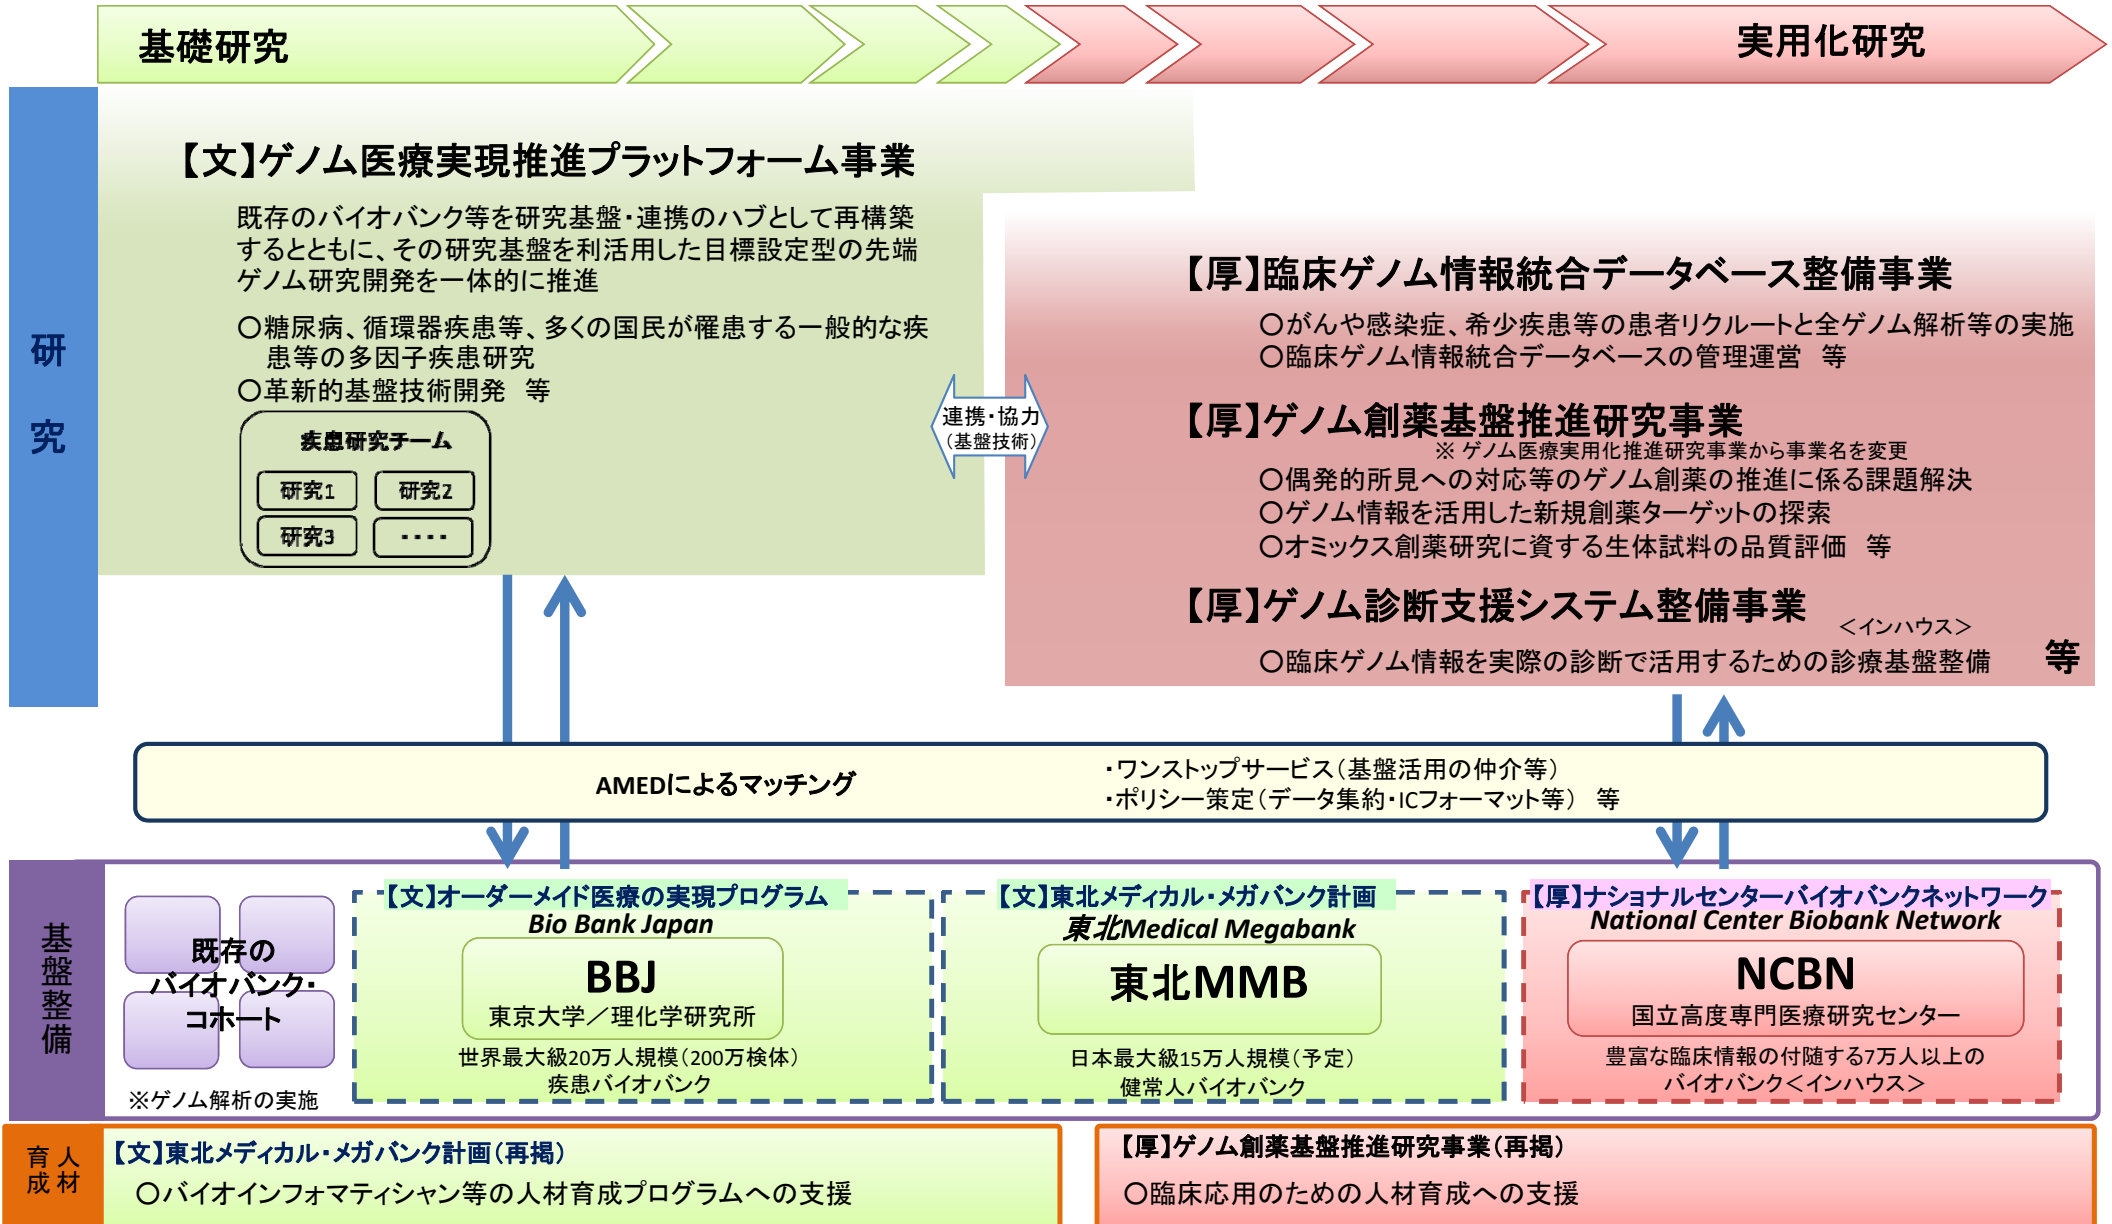 基礎研究
実用化研究
研究
【文】ゲノム医療実現推進プラットフォーム事業
既存のバイオバンク等を研究基盤・連携のハブとして再構築
するとともに、その研究基盤を利活用した目標設定型の先端
ゲノム研究開発を一体的に推進
○糖尿病、循環器疾患等、多くの国民が罹患する一般的な疾
患等の多因子疾患研究
○革新的基盤技術開発　等
疾患研究チーム
研究1
研究2
研究3
・・・・
連携・協力
（基盤技術）
【厚】臨床ゲノム情報統合データベース整備事業
○がんや感染症、希少疾患等の患者リクルートと全ゲノム解析等の実施
○臨床ゲノム情報統合データベースの管理運営　等
【厚】ゲノム創薬基盤推進研究事業
※ ゲノム医療実用化推進研究事業から事業名を変更
○偶発的所見への対応等のゲノム創薬の推進に係る課題解決
○ゲノム情報を活用した新規創薬ターゲットの探索
○オミックス創薬研究に資する生体試料の品質評価　等
【厚】ゲノム診断支援システム整備事業
＜インハウス＞
○臨床ゲノム情報を実際の診断で活用するための診療基盤整備
等
AMEDによるマッチング
・ワンストップサービス（基盤活用の仲介等）
・ポリシー策定（データ集約・ICフォーマット等）　等
基盤整備
既存の
バイオバンク・
コホート
※ゲノム解析の実施
【文】オーダーメイド医療の実現プログラム
Bio Bank Japan
BBJ
東京大学／理化学研究所
世界最大級20万人規模（200万検体）
疾患バイオバンク
【文】東北メディカル・メガバンク計画
東北Medical Megabank
東北MMB
日本最大級15万人規模（予定）
健常人バイオバンク
【厚】ナショナルセンターバイオバンクネットワーク
National Center Biobank Network
NCBN
国立高度専門医療研究センター
豊富な臨床情報の付随する7万人以上の
バイオバンク＜インハウス＞
人材育成
【文】東北メディカル・メガバンク計画（再掲）
○バイオインフォマティシャン等の人材育成プログラムへの支援
【厚】ゲノム創薬基盤推進研究事業（再掲）
○臨床応用のための人材育成への支援